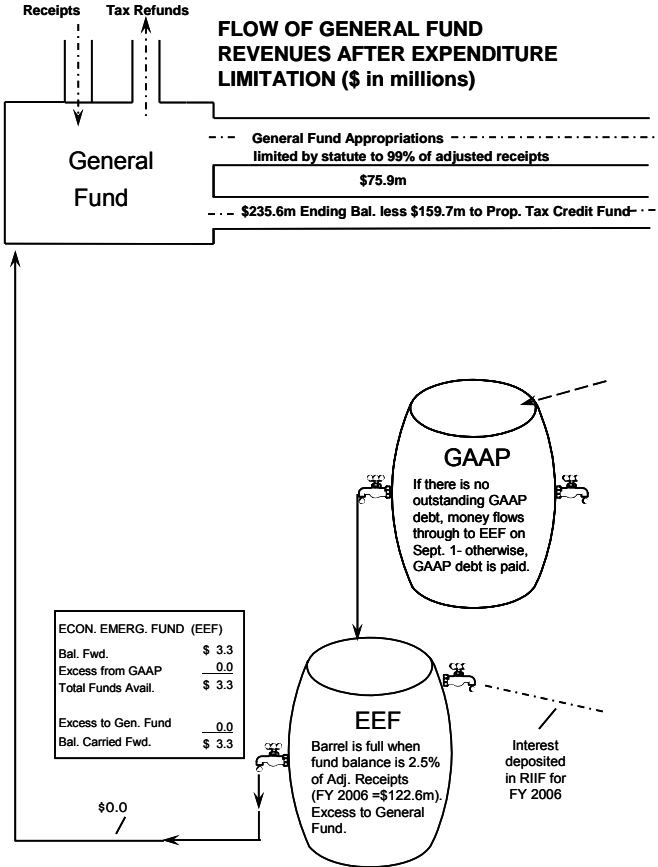 Receipts Tax Refunds
FLOW OF GENERAL FUND
REVENUES AFTER EXPENDITURE
LIMITATION ($ in millions)
General
Fund
General Fund Appropriations
limited by statute to 99% of adjusted receipts
$75.9m
$235.6m Ending Bal. less $159.7m to Prop. Tax Credit Fund
GAAP
If there is no
outstanding GAAP
debt, money flows
through to EEF on
Sept. 1- otherwise,
GAAP debt is paid.
ECON. EMERG. FUND (EEF)
Bal. Fwd. $ 3.3
Excess from GAAP 0.0
Total Funds Avail. $ 3.3
Excess to Gen. Fund 0.0
Bal. Carried Fwd. $ 3.3
EEF
Barrel is full when
fund balance is 2.5%
of Adj. Receipts
(FY 2006 =$122.6m).
Excess to General
Fund.
Interest
deposited
in RIIF for
FY 2006
$0.0